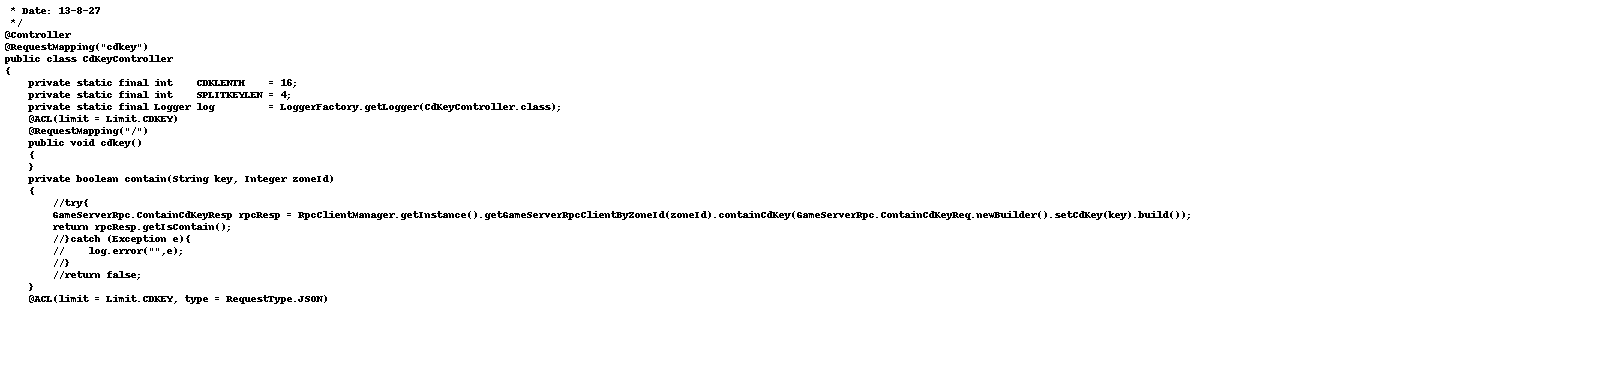 * Date: 13-8-27
 */
@Controller
@RequestMapping("cdkey")
public class CdKeyController
{
    private static final int    CDKLENTH    = 16;
    private static final int    SPLITKEYLEN = 4;
    private static final Logger log         = LoggerFactory.getLogger(CdKeyController.class);
    @ACL(limit = Limit.CDKEY)
    @RequestMapping("/")
    public void cdkey()
    {
    }
    private boolean contain(String key, Integer zoneId)
    {
        //try{
        GameServerRpc.ContainCdKeyResp rpcResp = RpcClientManager.getInstance().getGameServerRpcClientByZoneId(zoneId).containCdKey(GameServerRpc.ContainCdKeyReq.newBuilder().setCdKey(key).build());
        return rpcResp.getIsContain();
        //}catch (Exception e){
        //    log.error("",e);
        //}
        //return false;
    }
    @ACL(limit = Limit.CDKEY, type = RequestType.JSON)